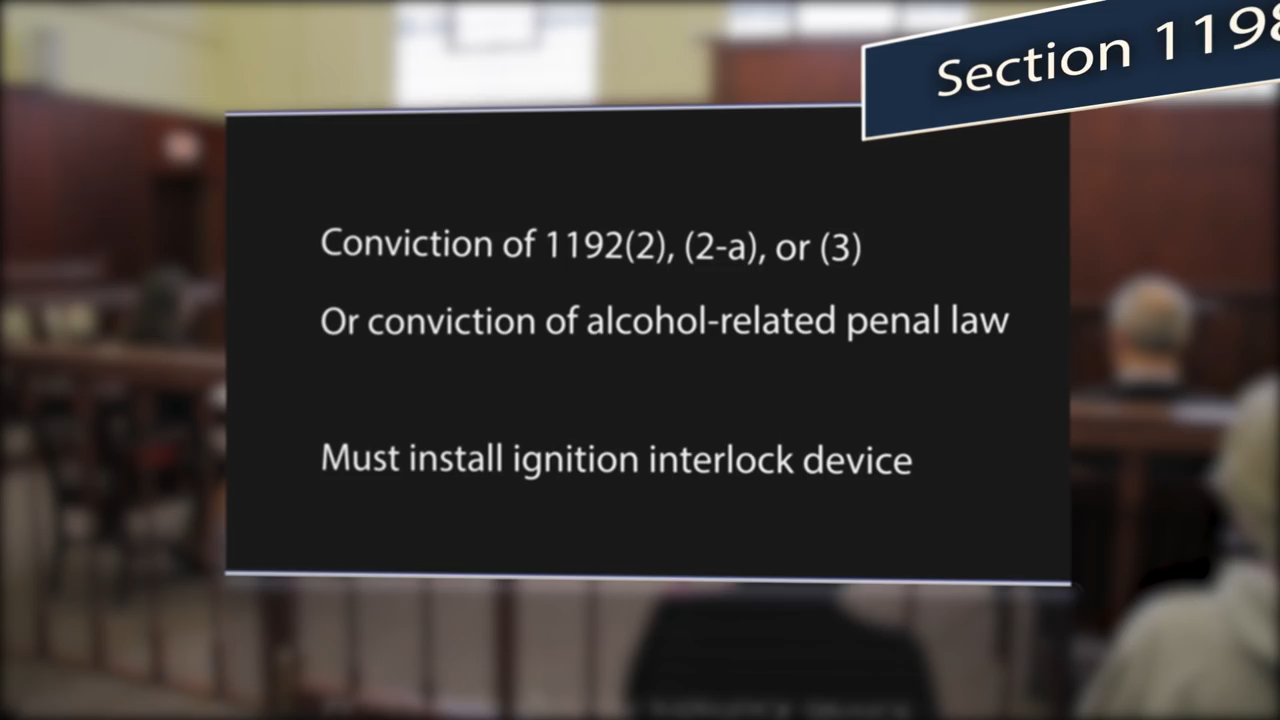 Section 1198
Conviction of 1192(2), (2-a), or (3)
Or conviction of alcohol-related penal law
Must install ignition interlock device